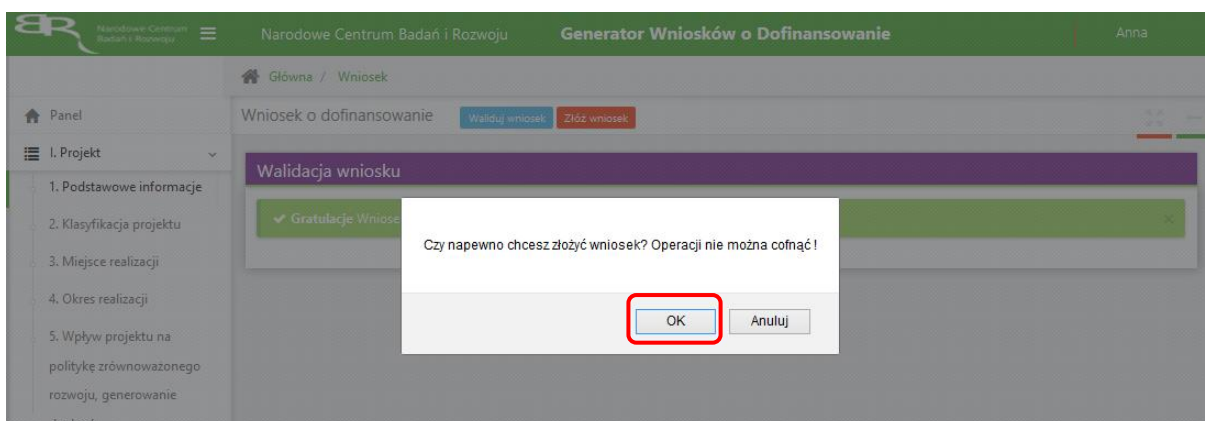 Narodowe Centrum
Badań i Rozwoju
Narodowe Centrum Badań i Rozwoju
Generator Wniosków o Dofinansowanie
Anna
Główna / Wniosek
Panel
Wniosek o dofinansowanie
Waliduj wniosek
Złóż wniosek
I. Projekt
Walidacja wniosku
1. Podstawowe informacje
Gratulacje
2. Klasyfikacja projektu
Czy napewno chcesz złożyć wniosek? Operacji nie można cofnąć !
3. Miejsce realizacji
4. Okres realizacji
OK
Anuluj
5. Wpływ projektu na
politykę zrównoważonego
rozwoju, generowanie